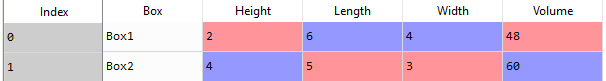 Index Box Height Length Width Volume
0 Box1 2 6 4 48
1 Box2 4 5 3 60